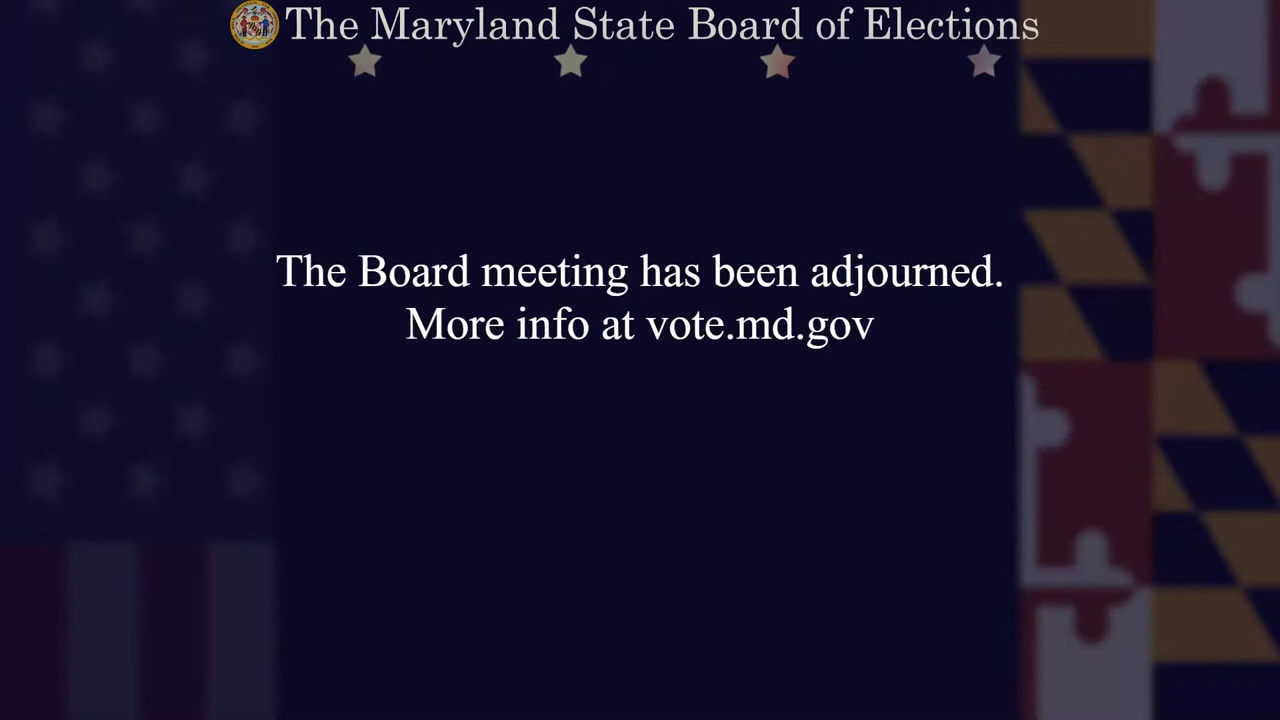 The Maryland State Board of Elections
The Board meeting has been adjourned.
More info at vote.md.gov